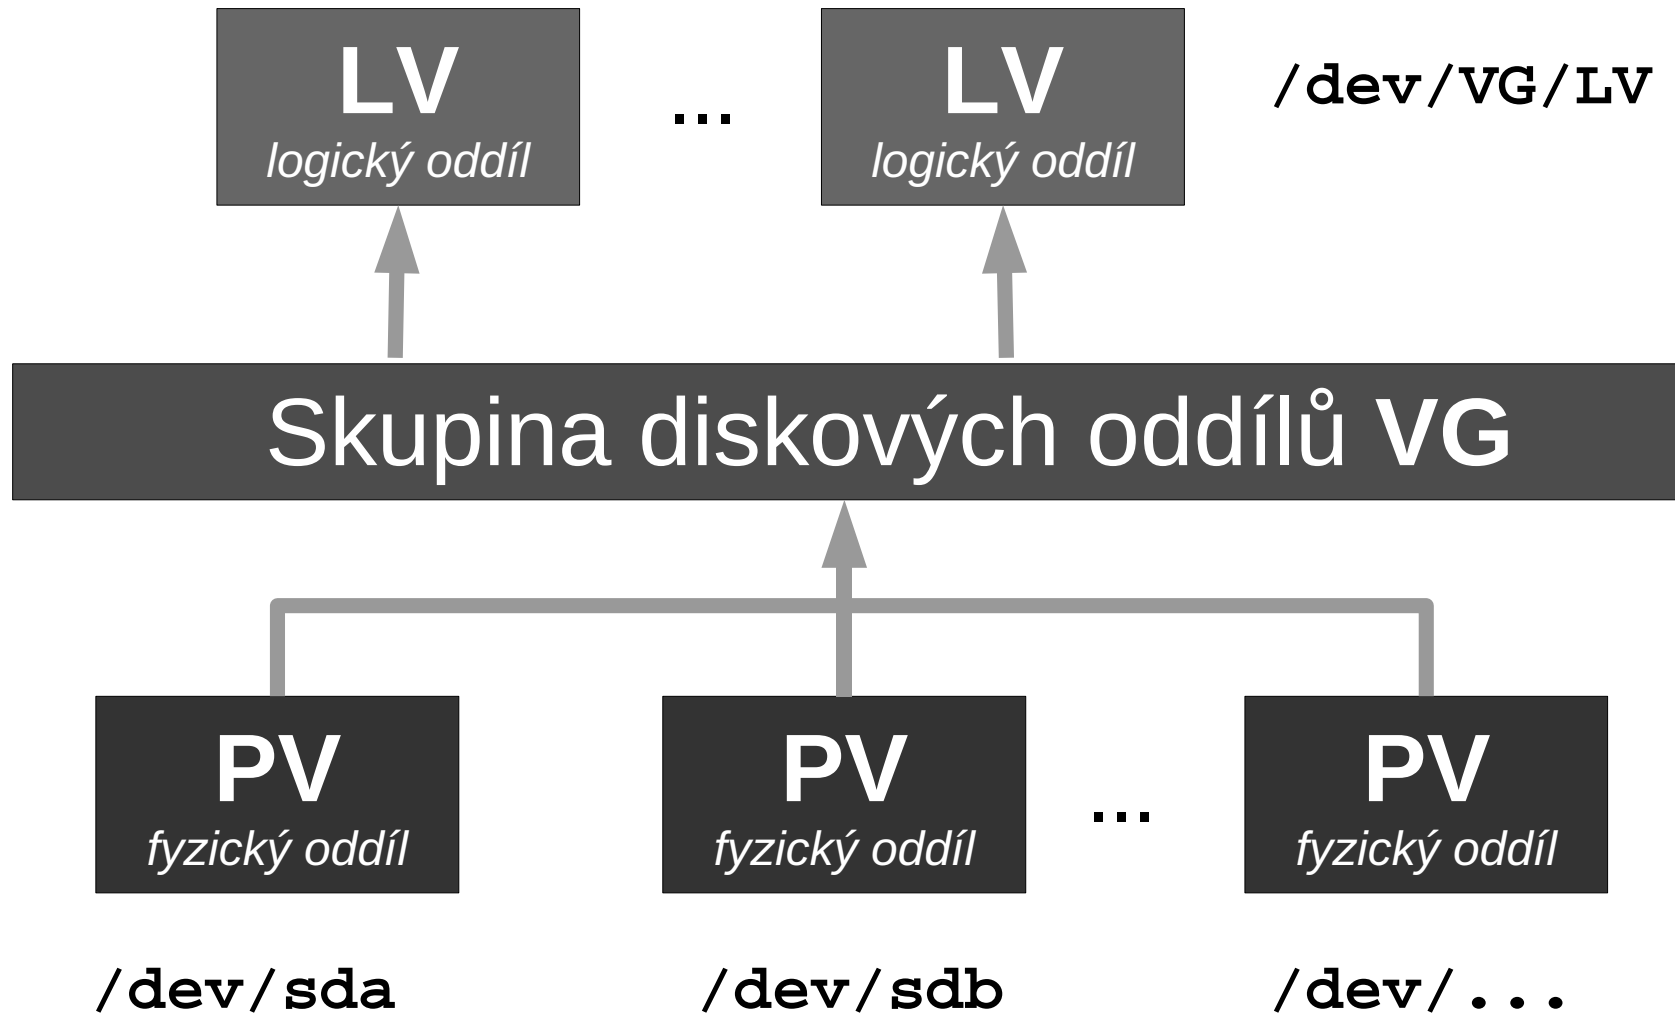 LV
logický oddíl
...
LV
logický oddíl
/dev/VG/LV
Skupina diskových oddílů VG
PV
fyzický oddíl
PV
fyzický oddíl
...
PV
fyzický oddíl
/dev/sda
/dev/sdb
/dev/...